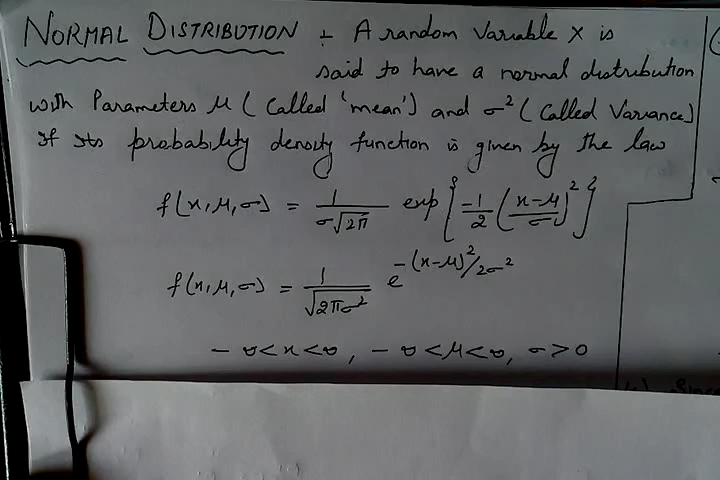 NORMAL DISTRIBUTION :- A random Variable X is
said to have a normal distribution
with Parameters μ ( Called 'mean') and σ² ( Called Variance)
If its probability density function is given by the law
f(x, μ, σ) = 1/(σ√2π) exp{ -1/2 ((x-μ)/σ)² }
f(x, μ, σ) = 1/√(2πσ²) e^(-(x-μ)²/2σ²)
- ∞ < x < ∞, - ∞ < μ < ∞, σ > 0